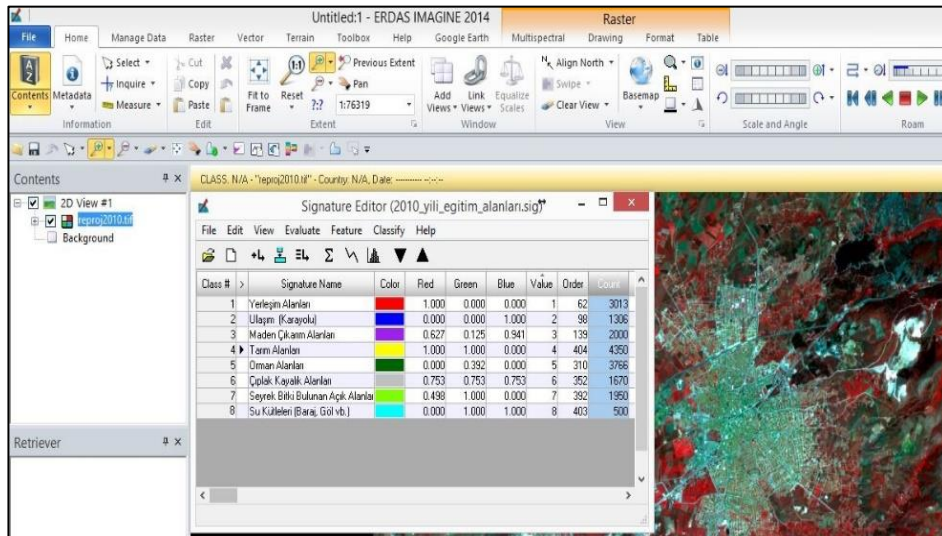 Untitled:1 - ERDAS IMAGINE 2014 Raster
File Home Manage Data Raster Vector Terrain Toolbox Help Google Earth Multispectral Drawing Format Table
Contents Metadata Select Inquire Measure Cut Copy Paste Fit to Frame Reset Previous Extent Pan 1:76319 Add Views Link Views Equalize Scales Align North Swipe Clear View Basemap
Information Edit Extent Window View Scale and Angle Roam
Contents
CLASS. N/A - "reproj2010.tif" - Country: N/A, Date:
2D View #1
reproj2010.tif
Background
Signature Editor (2010_yili_egitim_alanları.sig)*
File Edit View Evaluate Feature Classify Help
Class # > Signature Name Color Red Green Blue Value Order Count
1 Yerleşim Alanları 1.000 0.000 0.000 1 62 3013
2 Ulaşım (Karayolu) 0.000 0.000 1.000 2 98 1306
3 Maden Çıkarım Alanları 0.627 0.125 0.941 3 139 2000
4 Tarım Alanları 1.000 1.000 0.000 4 404 4350
5 Orman Alanları 0.000 0.392 0.000 5 310 3766
6 Çıplak Kayalık Alanları 0.753 0.753 0.753 6 352 1670
7 Seyrek Bitki Bulunan Açık Alanlar 0.498 1.000 0.000 7 392 1950
8 Su Kütleleri (Baraj, Göl vb.) 0.000 1.000 1.000 8 403 500
Retriever